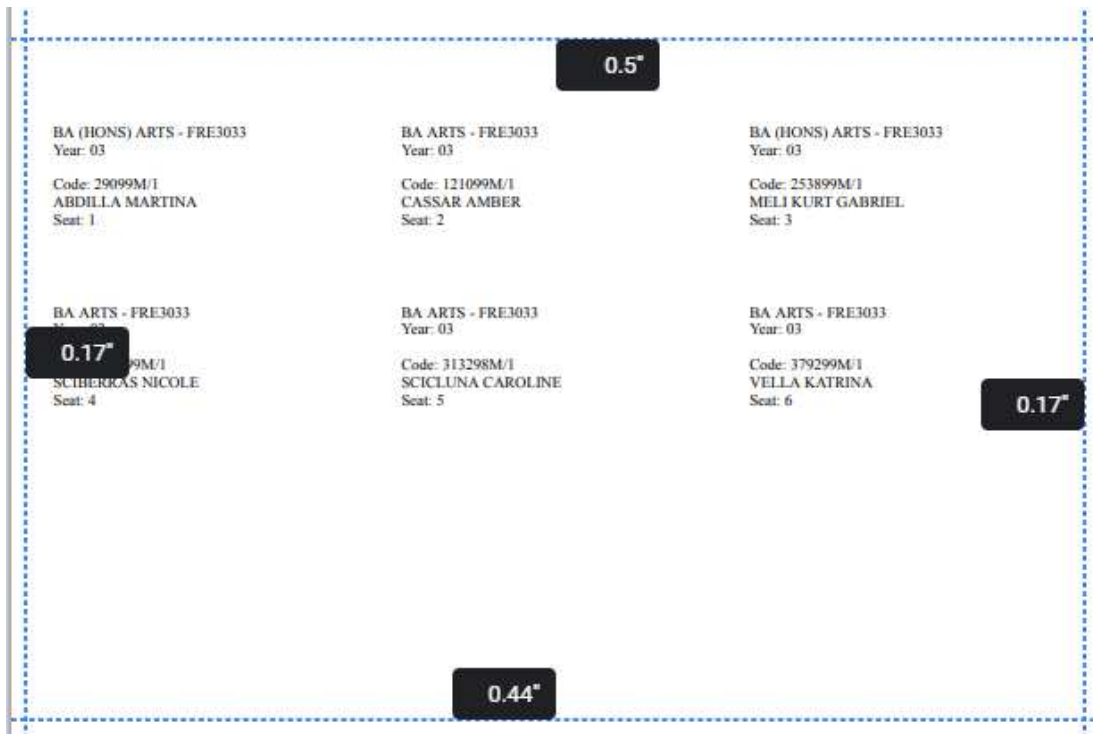 0.5"
BA (HONS) ARTS - FRE3033
Year: 03
Code: 29099M/1
ABDILLA MARTINA
Seat: 1
BA ARTS - FRE3033
Year: 03
Code: 121099M/1
CASSAR AMBER
Seat: 2
BA (HONS) ARTS - FRE3033
Year: 03
Code: 253899M/1
MELI KURT GABRIEL
Seat: 3
BA ARTS - FRE3033
0.17"
SCIBERRAS NICOLE
Seat: 4
BA ARTS - FRE3033
Year: 03
Code: 313298M/1
SCICLUNA CAROLINE
Seat: 5
BA ARTS - FRE3033
Year: 03
Code: 379299M/1
VELLA KATRINA
Seat: 6
0.17"
0.44"